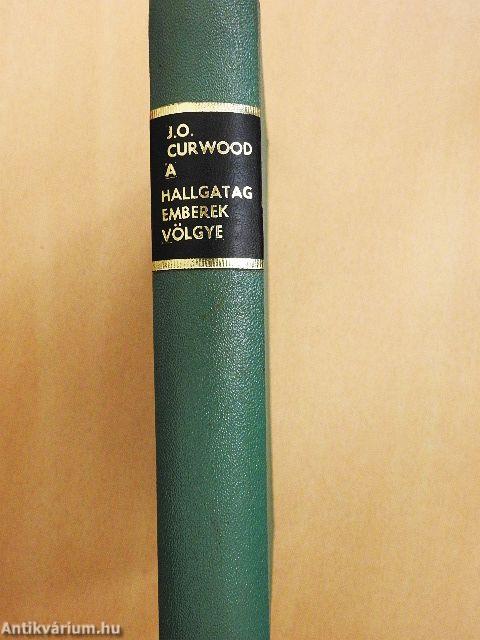 J.O.
CURWOOD
A
HALLGATAG
EMBEREK
VÖLGYE
Antikvárium.hu